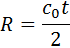 R = c₀t / 2